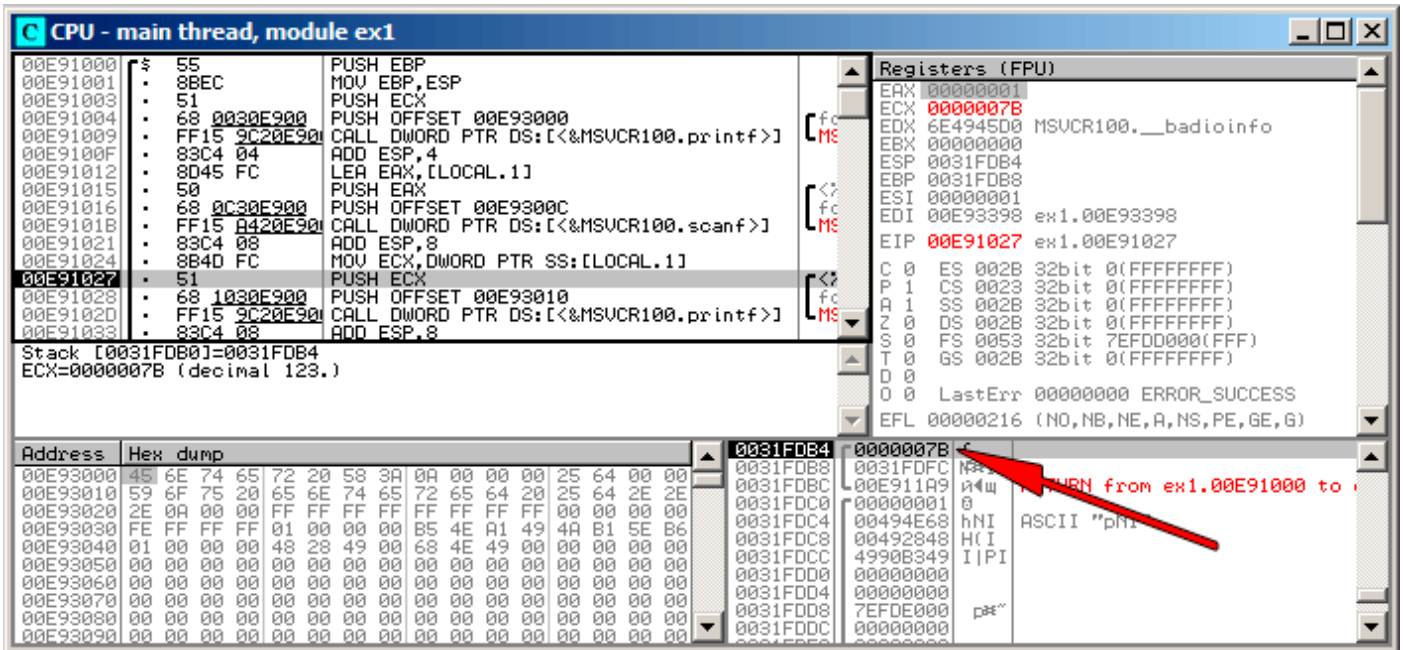 C CPU - main thread, module ex1
00E91000 $ 55 PUSH EBP
00E91001 · 8BEC MOV EBP,ESP
00E91003 · 51 PUSH ECX
00E91004 · 68 0030E900 PUSH OFFSET 00E93000
00E91009 · FF15 9C20E90 CALL DWORD PTR DS:[<&MSVCR100.printf>]
00E9100F · 83C4 04 ADD ESP,4
00E91012 · 8D45 FC LEA EAX,[LOCAL.1]
00E91015 · 50 PUSH EAX
00E91016 · 68 0C30E900 PUSH OFFSET 00E9300C
00E9101B · FF15 A420E90 CALL DWORD PTR DS:[<&MSVCR100.scanf>]
00E91021 · 83C4 08 ADD ESP,8
00E91024 · 8B4D FC MOV ECX,DWORD PTR SS:[LOCAL.1]
00E91027 · 51 PUSH ECX
00E91028 · 68 1030E900 PUSH OFFSET 00E93010
00E9102D · FF15 9C20E90 CALL DWORD PTR DS:[<&MSVCR100.printf>]
00E91033 · 83C4 08 ADD ESP,8
Stack [0031FDB0]=0031FDB4
ECX=0000007B (decimal 123.)
Registers (FPU)
EAX 00000001
ECX 0000007B
EDX 6E4945D0 MSVCR100.__badioinfo
EBX 00000000
ESP 0031FDB4
EBP 0031FDB8
ESI 00000001
EDI 00E93398 ex1.00E93398
EIP 00E91027 ex1.00E91027
C 0 ES 002B 32bit 0(FFFFFFFF)
P 1 CS 0023 32bit 0(FFFFFFFF)
A 1 SS 002B 32bit 0(FFFFFFFF)
Z 0 DS 002B 32bit 0(FFFFFFFF)
S 0 FS 0053 32bit 7EFDD000(FFF)
T 0 GS 002B 32bit 0(FFFFFFFF)
D 0
O 0 LastErr 00000000 ERROR_SUCCESS
EFL 00000216 (NO,NB,NE,A,NS,PE,GE,G)
Address Hex dump
00E93000 45 6E 74 65 72 20 58 3A 0A 00 00 00 25 64 00 00
00E93010 59 6F 75 20 65 6E 74 65 72 65 64 20 25 64 2E 2E
00E93020 2E 0A 00 00 FF FF FF FF FF FF FF FF 00 00 00 00
00E93030 FE FF FF FF 01 00 00 00 B5 4E A1 49 4A B1 5E B6
00E93040 01 00 00 00 48 28 49 00 68 4E 49 00 00 00 00 00
00E93050 00 00 00 00 00 00 00 00 00 00 00 00 00 00 00 00
00E93060 00 00 00 00 00 00 00 00 00 00 00 00 00 00 00 00
00E93070 00 00 00 00 00 00 00 00 00 00 00 00 00 00 00 00
00E93080 00 00 00 00 00 00 00 00 00 00 00 00 00 00 00 00
00E93090 00 00 00 00 00 00 00 00 00 00 00 00 00 00 00 00
0031FDB4 0000007B {
0031FDB8 0031FDFC
0031FDBC 00E911A9 from ex1.00E91000 to
0031FDC0 00000001
0031FDC4 00494E68 hNI ASCII "pNI"
0031FDC8 00492848 H(I
0031FDCC 4990B349 I|PI
0031FDD0 00000000
0031FDD4 00000000
0031FDD8 7EFDE000
0031FDDC 00000000